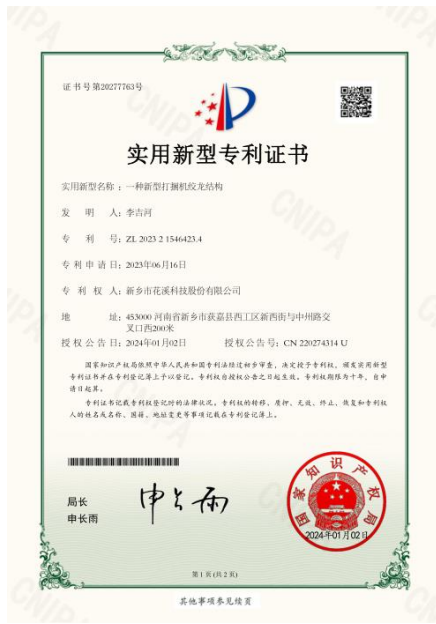 证书号第20277763号
实用新型专利证书
实用新型名称：一种新型打捆机绞龙结构
发明人：李吉河
专利号：ZL 2023 2 1546423.4
专利申请日：2023年06月16日
专利权人：新乡市花溪科技股份有限公司
地址：453000 河南省新乡市获嘉县西工区新西街与中州路交
叉口西200米
授权公告日：2024年01月02日 授权公告号：CN 220274314 U
国家知识产权局依照中华人民共和国专利法经过初步审查，决定授予专利权，颁发实用新型
专利证书并在专利登记簿上予以登记。专利权自授权公告之日起生效。专利权期限为十年，自申
请日起算。
专利证书记载专利权登记时的法律状况。专利权的转移、质押、无效、终止、恢复和专利权
人的姓名或名称、国籍、地址变更等事项记载在专利登记簿上。
局长
申长雨
申长雨
国家知识产权局
2024年01月02日
第1页(共2页)
其他事项参见续页
CNIPA